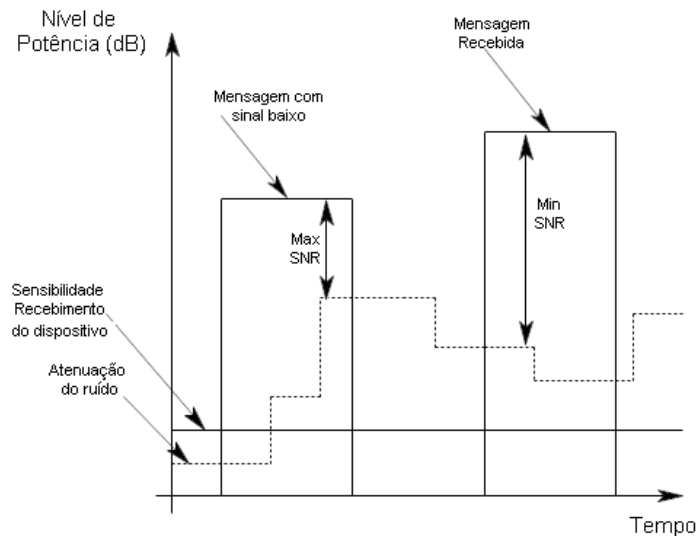 Nível de
Potência (dB)
Mensagem
Recebida
Mensagem com
sinal baixo
Max
SNR
Min
SNR
Sensibilidade
Recebimento
do dispositivo
Atenuação
do ruído
Tempo